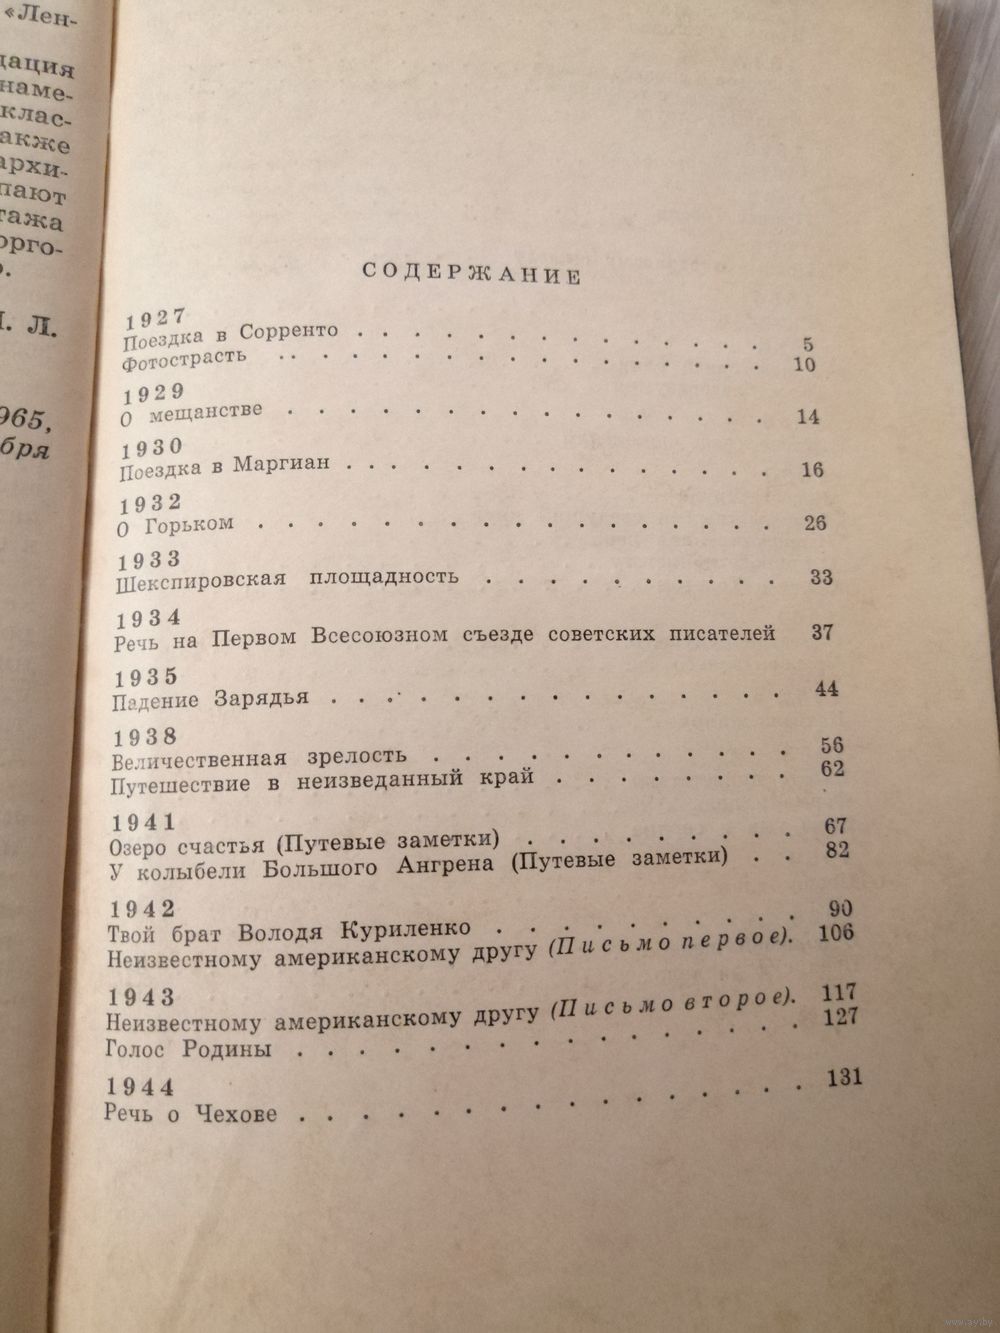 «Лен-
дация
наме-
клас-
также
архи-
пают
тажа
орго-
Л.
965,
бря
СОДЕРЖАНИЕ
1927
Поездка в Сорренто . . . . . . . . . . . . . . 5
Фотострасть . . . . . . . . . . . . . . . . 10
1929
О мещанстве . . . . . . . . . . . . . . . . 14
1930
Поездка в Маргиан . . . . . . . . . . . . . . 16
1932
О Горьком . . . . . . . . . . . . . . . . . 26
1933
Шекспировская площадность . . . . . . . . . . 33
1934
Речь на Первом Всесоюзном съезде советских писателей 37
1935
Падение Зарядья . . . . . . . . . . . . . . . 44
1938
Величественная зрелость . . . . . . . . . . . 56
Путешествие в неизведанный край . . . . . . . . 62
1941
Озеро счастья (Путевые заметки) . . . . . . . . . 67
У колыбели Большого Ангрена (Путевые заметки) . . 82
1942
Твой брат Володя Куриленко . . . . . . . . . . 90
Неизвестному американскому другу (Письмо первое). 106
1943
Неизвестному американскому другу (Письмо второе). 117
Голос Родины . . . . . . . . . . . . . . . . 127
1944
Речь о Чехове . . . . . . . . . . . . . . . . 131
www.ay.by